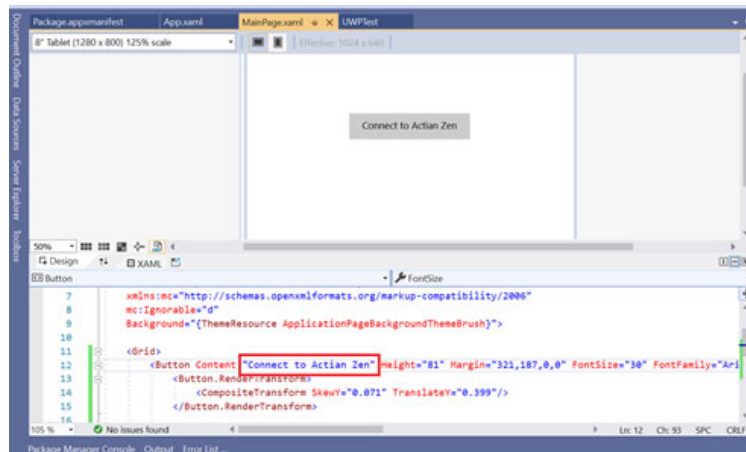 Package.appxmanifest App.xaml MainPage.xaml UWPTest
8" Tablet (1280 x 800) 125% scale Effective: 1024 x 640
Document Outline
Data Sources
Server Explorer
Toolbox
Connect to Actian Zen
50%
Design XAML
Button FontSize
7 xmlns:mc="http://schemas.openxmlformats.org/markup-compatibility/2006"
8 mc:Ignorable="d"
9 Background="{ThemeResource ApplicationPageBackgroundThemeBrush}">
10
11 <Grid>
12 <Button Content "Connect to Actian Zen" Height="81" Margin="321,187,0,0" FontSize="30" FontFamily="Ari
13 <Button.RenderTransform>
14 <CompositeTransform SkewY="0.071" TranslateY="0.399"/>
15 </Button.RenderTransform>
16
105 % No issues found Ln: 12 Ch: 93 SPC CRLF
Package Manager Console Output Error List ...